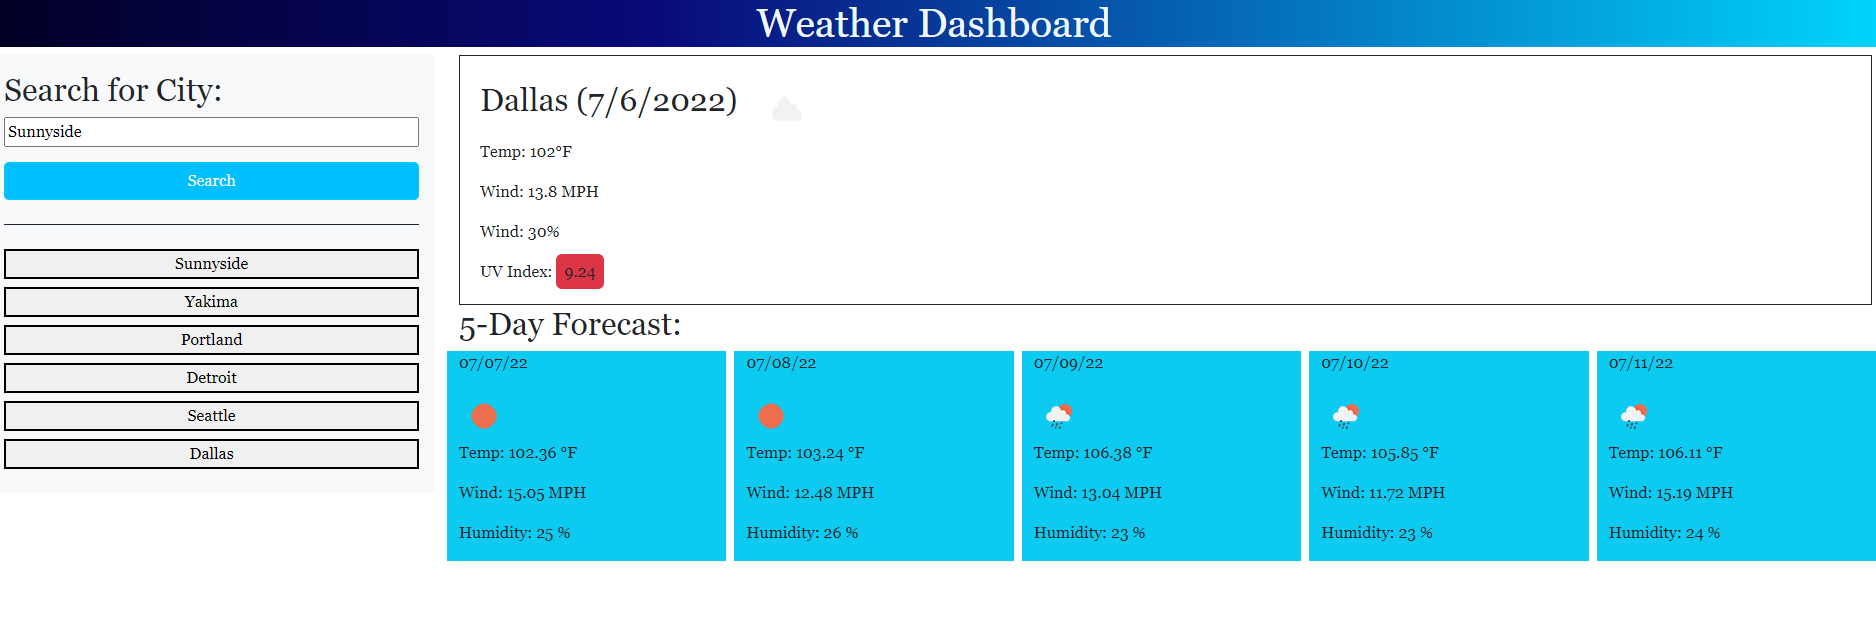 Weather Dashboard
Search for City:
Sunnyside
Search
Sunnyside
Yakima
Portland
Detroit
Seattle
Dallas
Dallas (7/6/2022)
Temp: 102°F
Wind: 13.8 MPH
Wind: 30%
UV Index: 9.24
5-Day Forecast:
07/07/22
Temp: 102.36 °F
Wind: 15.05 MPH
Humidity: 25 %
07/08/22
Temp: 103.24 °F
Wind: 12.48 MPH
Humidity: 26 %
07/09/22
Temp: 106.38 °F
Wind: 13.04 MPH
Humidity: 23 %
07/10/22
Temp: 105.85 °F
Wind: 11.72 MPH
Humidity: 23 %
07/11/22
Temp: 106.11 °F
Wind: 15.19 MPH
Humidity: 24 %